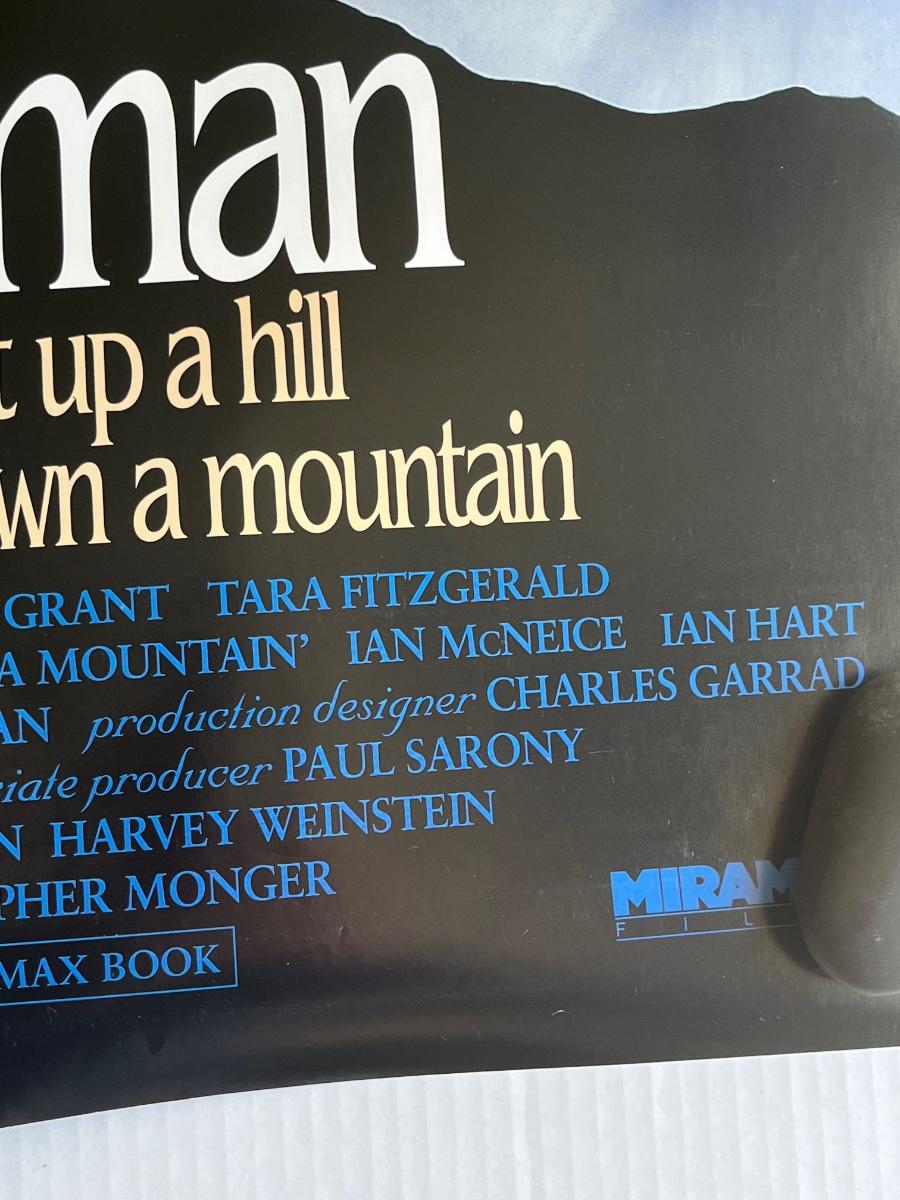 man
t up a hill
wn a mountain
GRANT TARA FITZGERALD
A MOUNTAIN' IAN McNEICE IAN HART
AN production designer CHARLES GARRAD
iate producer PAUL SARONY
N HARVEY WEINSTEIN
PHER MONGER
MIRAM
F I L
MAX BOOK